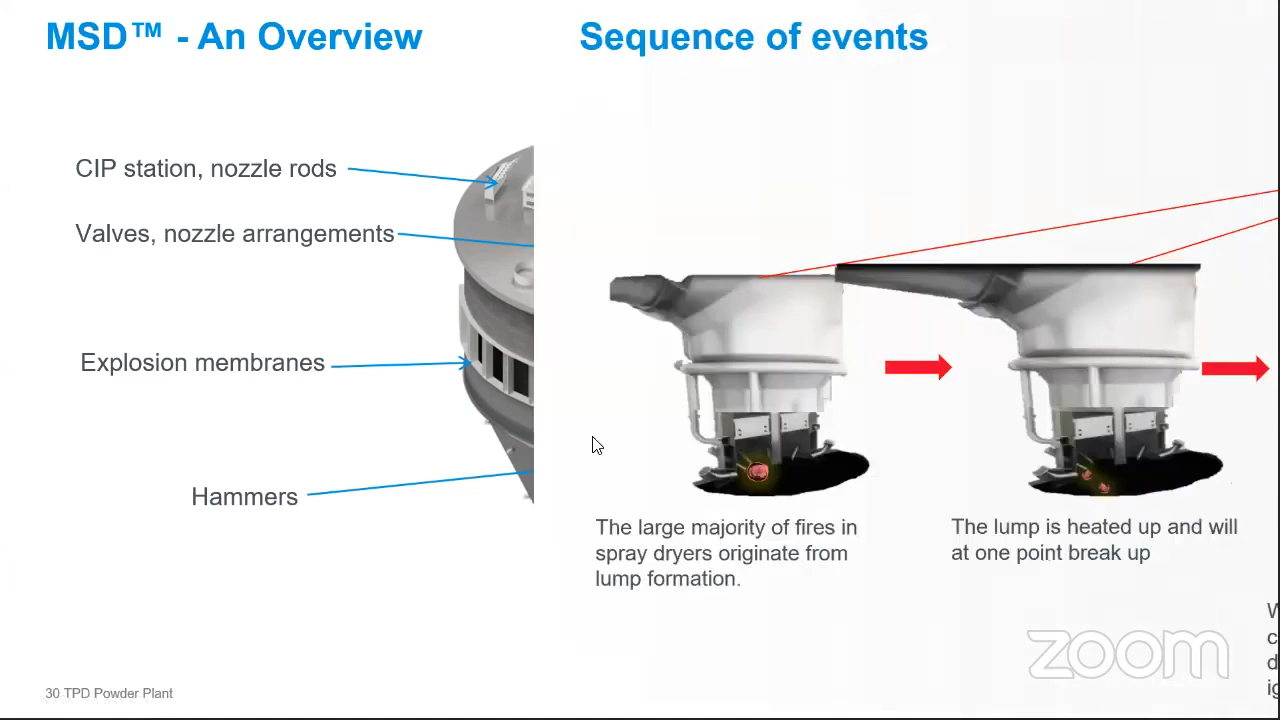 MSD™ - An Overview
CIP station, nozzle rods
Valves, nozzle arrangements
Explosion membranes
Hammers
30 TPD Powder Plant
Sequence of events
The large majority of fires in
spray dryers originate from
lump formation.
The lump is heated up and will
at one point break up
zoom